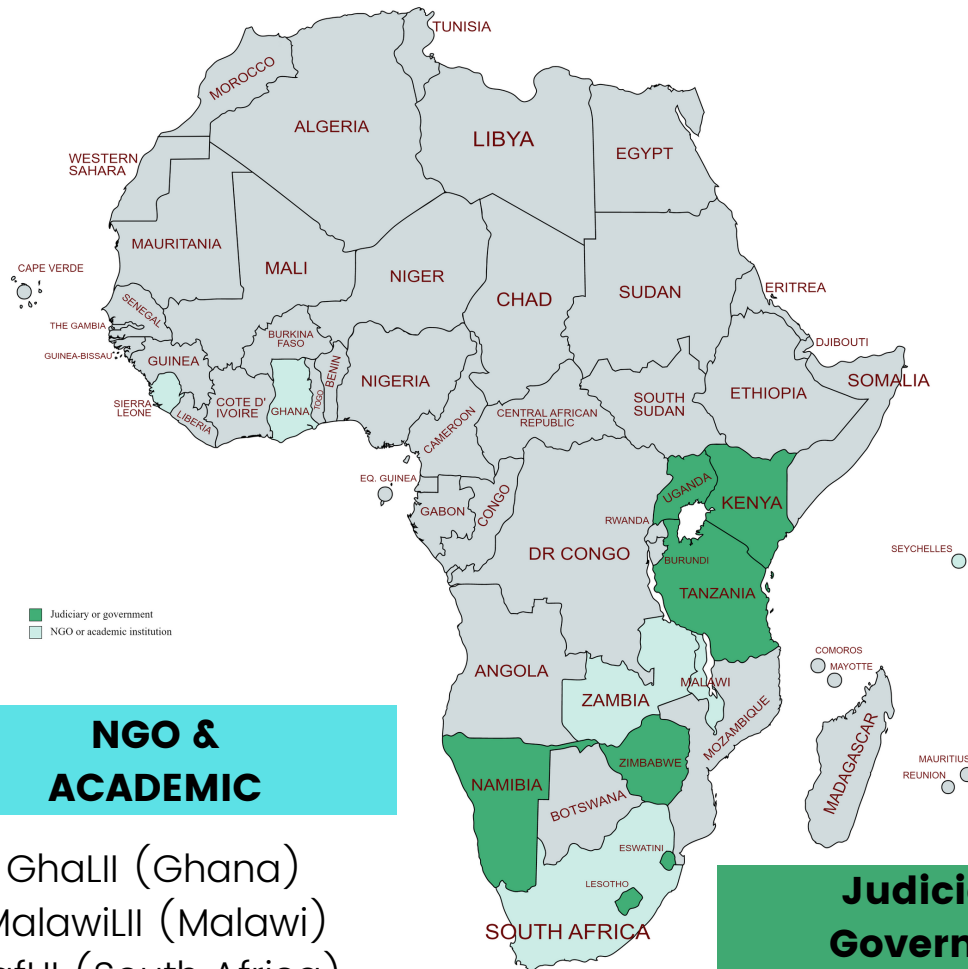 TUNISIA
MOROCCO
ALGERIA
LIBYA
EGYPT
WESTERN
SAHARA
MAURITANIA
MALI
NIGER
CHAD
SUDAN
ERITREA
CAPE VERDE
SENEGAL
THE GAMBIA
GUINEA-BISSAU
GUINEA
BURKINA
FASO
BENIN
NIGERIA
DJIBOUTI
SOMALIA
ETHIOPIA
SOUTH
SUDAN
SIERRA
LEONE
LIBERIA
COTE D'
IVOIRE
GHANA
TOGO
CAMEROON
CENTRAL AFRICAN
REPUBLIC
EQ. GUINEA
GABON
CONGO
UGANDA
KENYA
RWANDA
DR CONGO
BURUNDI
SEYCHELLES
TANZANIA
Judiciary or government
NGO or academic institution
COMOROS
MAYOTTE
ANGOLA
ZAMBIA
MALAWI
MOZAMBIQUE
MADAGASCAR
ZIMBABWE
MAURITIUS
REUNION
NAMIBIA
BOTSWANA
ESWATINI
LESOTHO
SOUTH AFRICA
NGO &
ACADEMIC
GhaLII (Ghana)
MalawiLII (Malawi)
(South Africa)
Judici
Govern